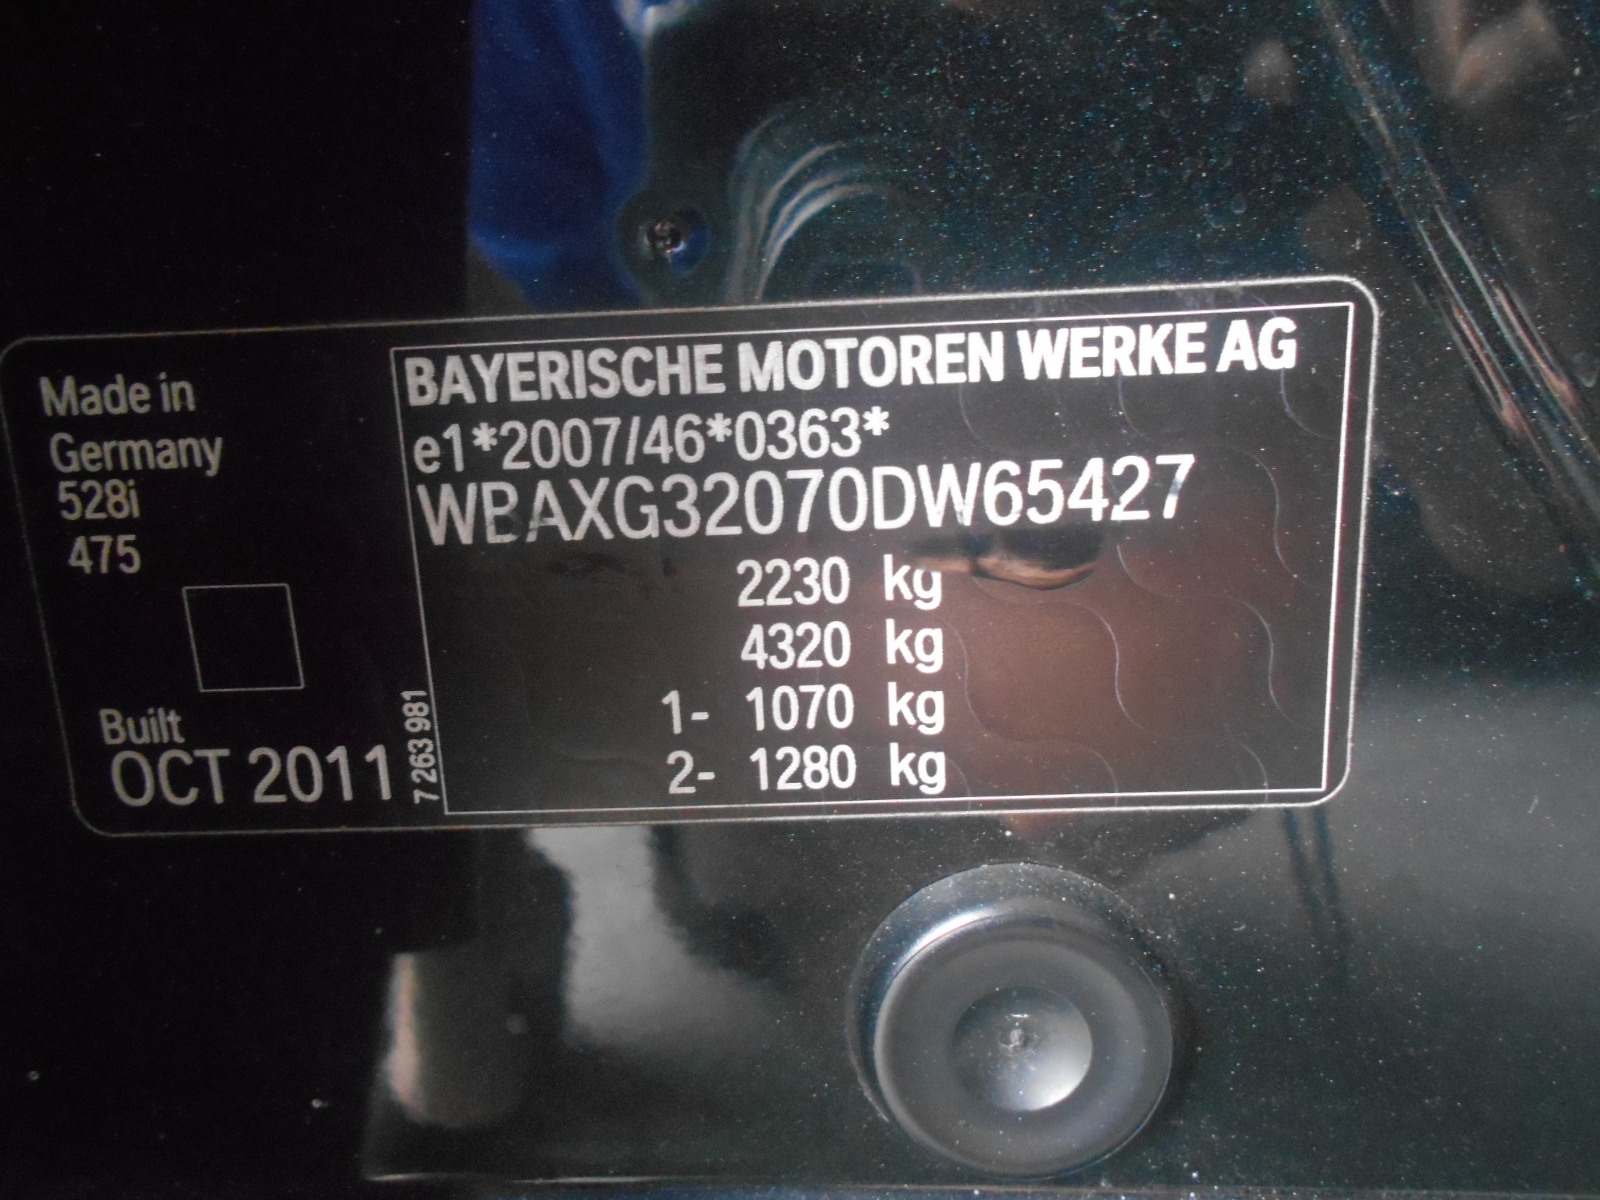 Made in
Germany
528i
475
Built
OCT 2011
7 263 981
BAYERISCHE MOTOREN WERKE AG
e1*2007/46*0363*
WBAXG32070DW65427
2230 kg
4320 kg
1- 1070 kg
2- 1280 kg